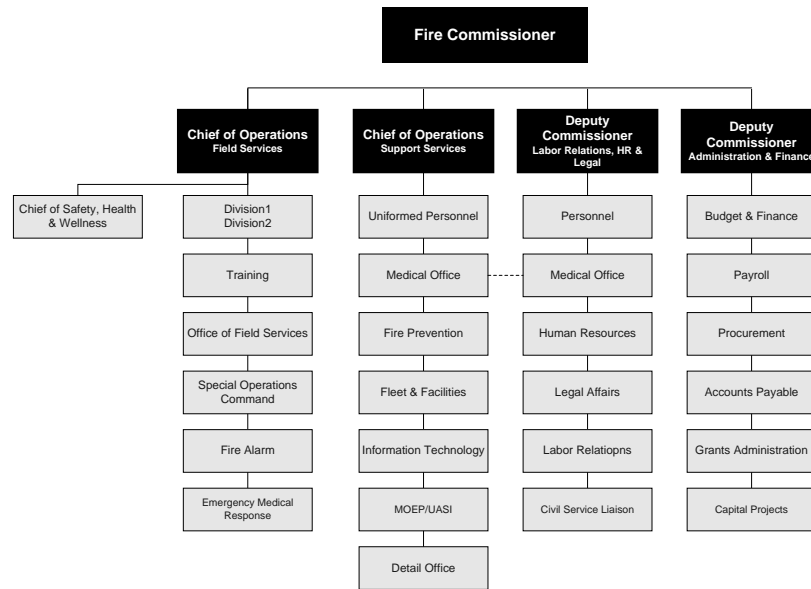 Fire Commissioner
Chief of Operations
Field Services
Chief of Operations
Support Services
Deputy
Commissioner
Labor Relations, HR &
Legal
Deputy
Commissioner
Administration & Finance
Chief of Safety, Health
& Wellness
Division1
Division2
Uniformed Personnel
Personnel
Budget & Finance
Training
Medical Office
Medical Office
Payroll
Office of Field Services
Fire Prevention
Human Resources
Procurement
Special Operations
Command
Fleet & Facilities
Legal Affairs
Accounts Payable
Fire Alarm
Information Technology
Labor Relatiopns
Grants Administration
Emergency Medical
Response
MOEP/UASI
Civil Service Liaison
Capital Projects
Detail Office